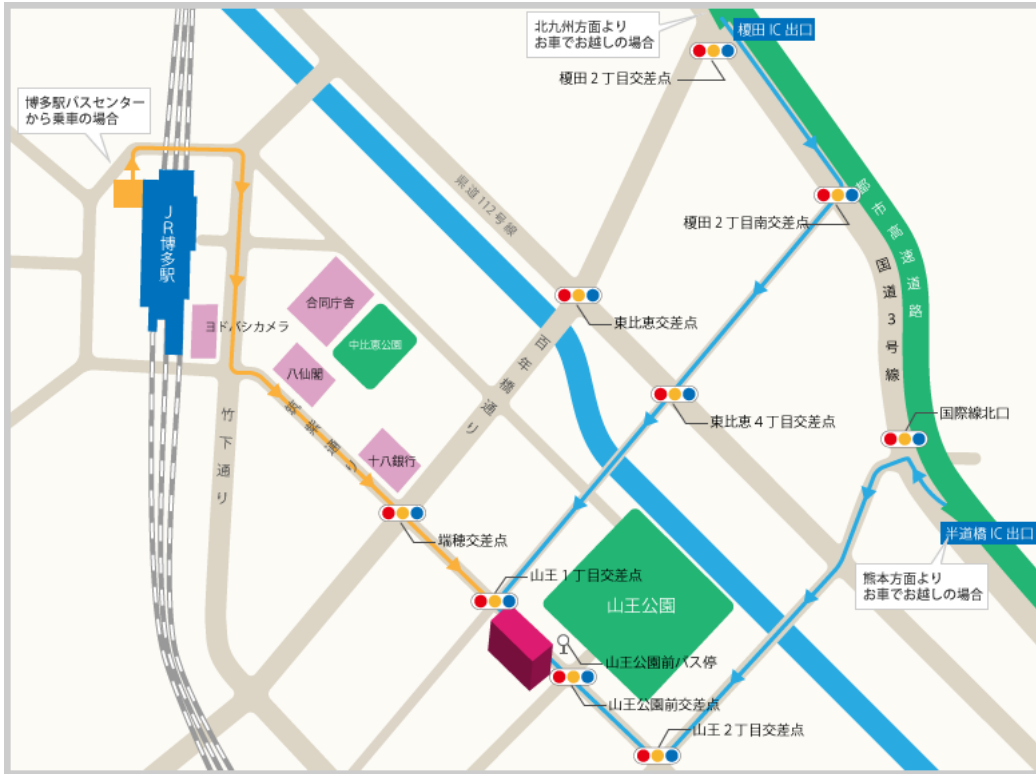 北九州方面より
お車でお越しの場合
榎田IC出口
榎田2丁目交差点
博多駅バスセンター
から乗車の場合
都市高速道路
県道112号線
JR博多駅
榎田2丁目南交差点
国道3号線
合同庁舎
ヨドバシカメラ
東比恵交差点
中比恵公園
百年橋通り
八仙閣
筑紫通り
竹下通り
東比恵4丁目交差点
国際線北口
十八銀行
端穂交差点
半道橋IC出口
熊本方面より
お車でお越しの場合
山王1丁目交差点
山王公園
山王公園前バス停
山王公園前交差点
山王2丁目交差点